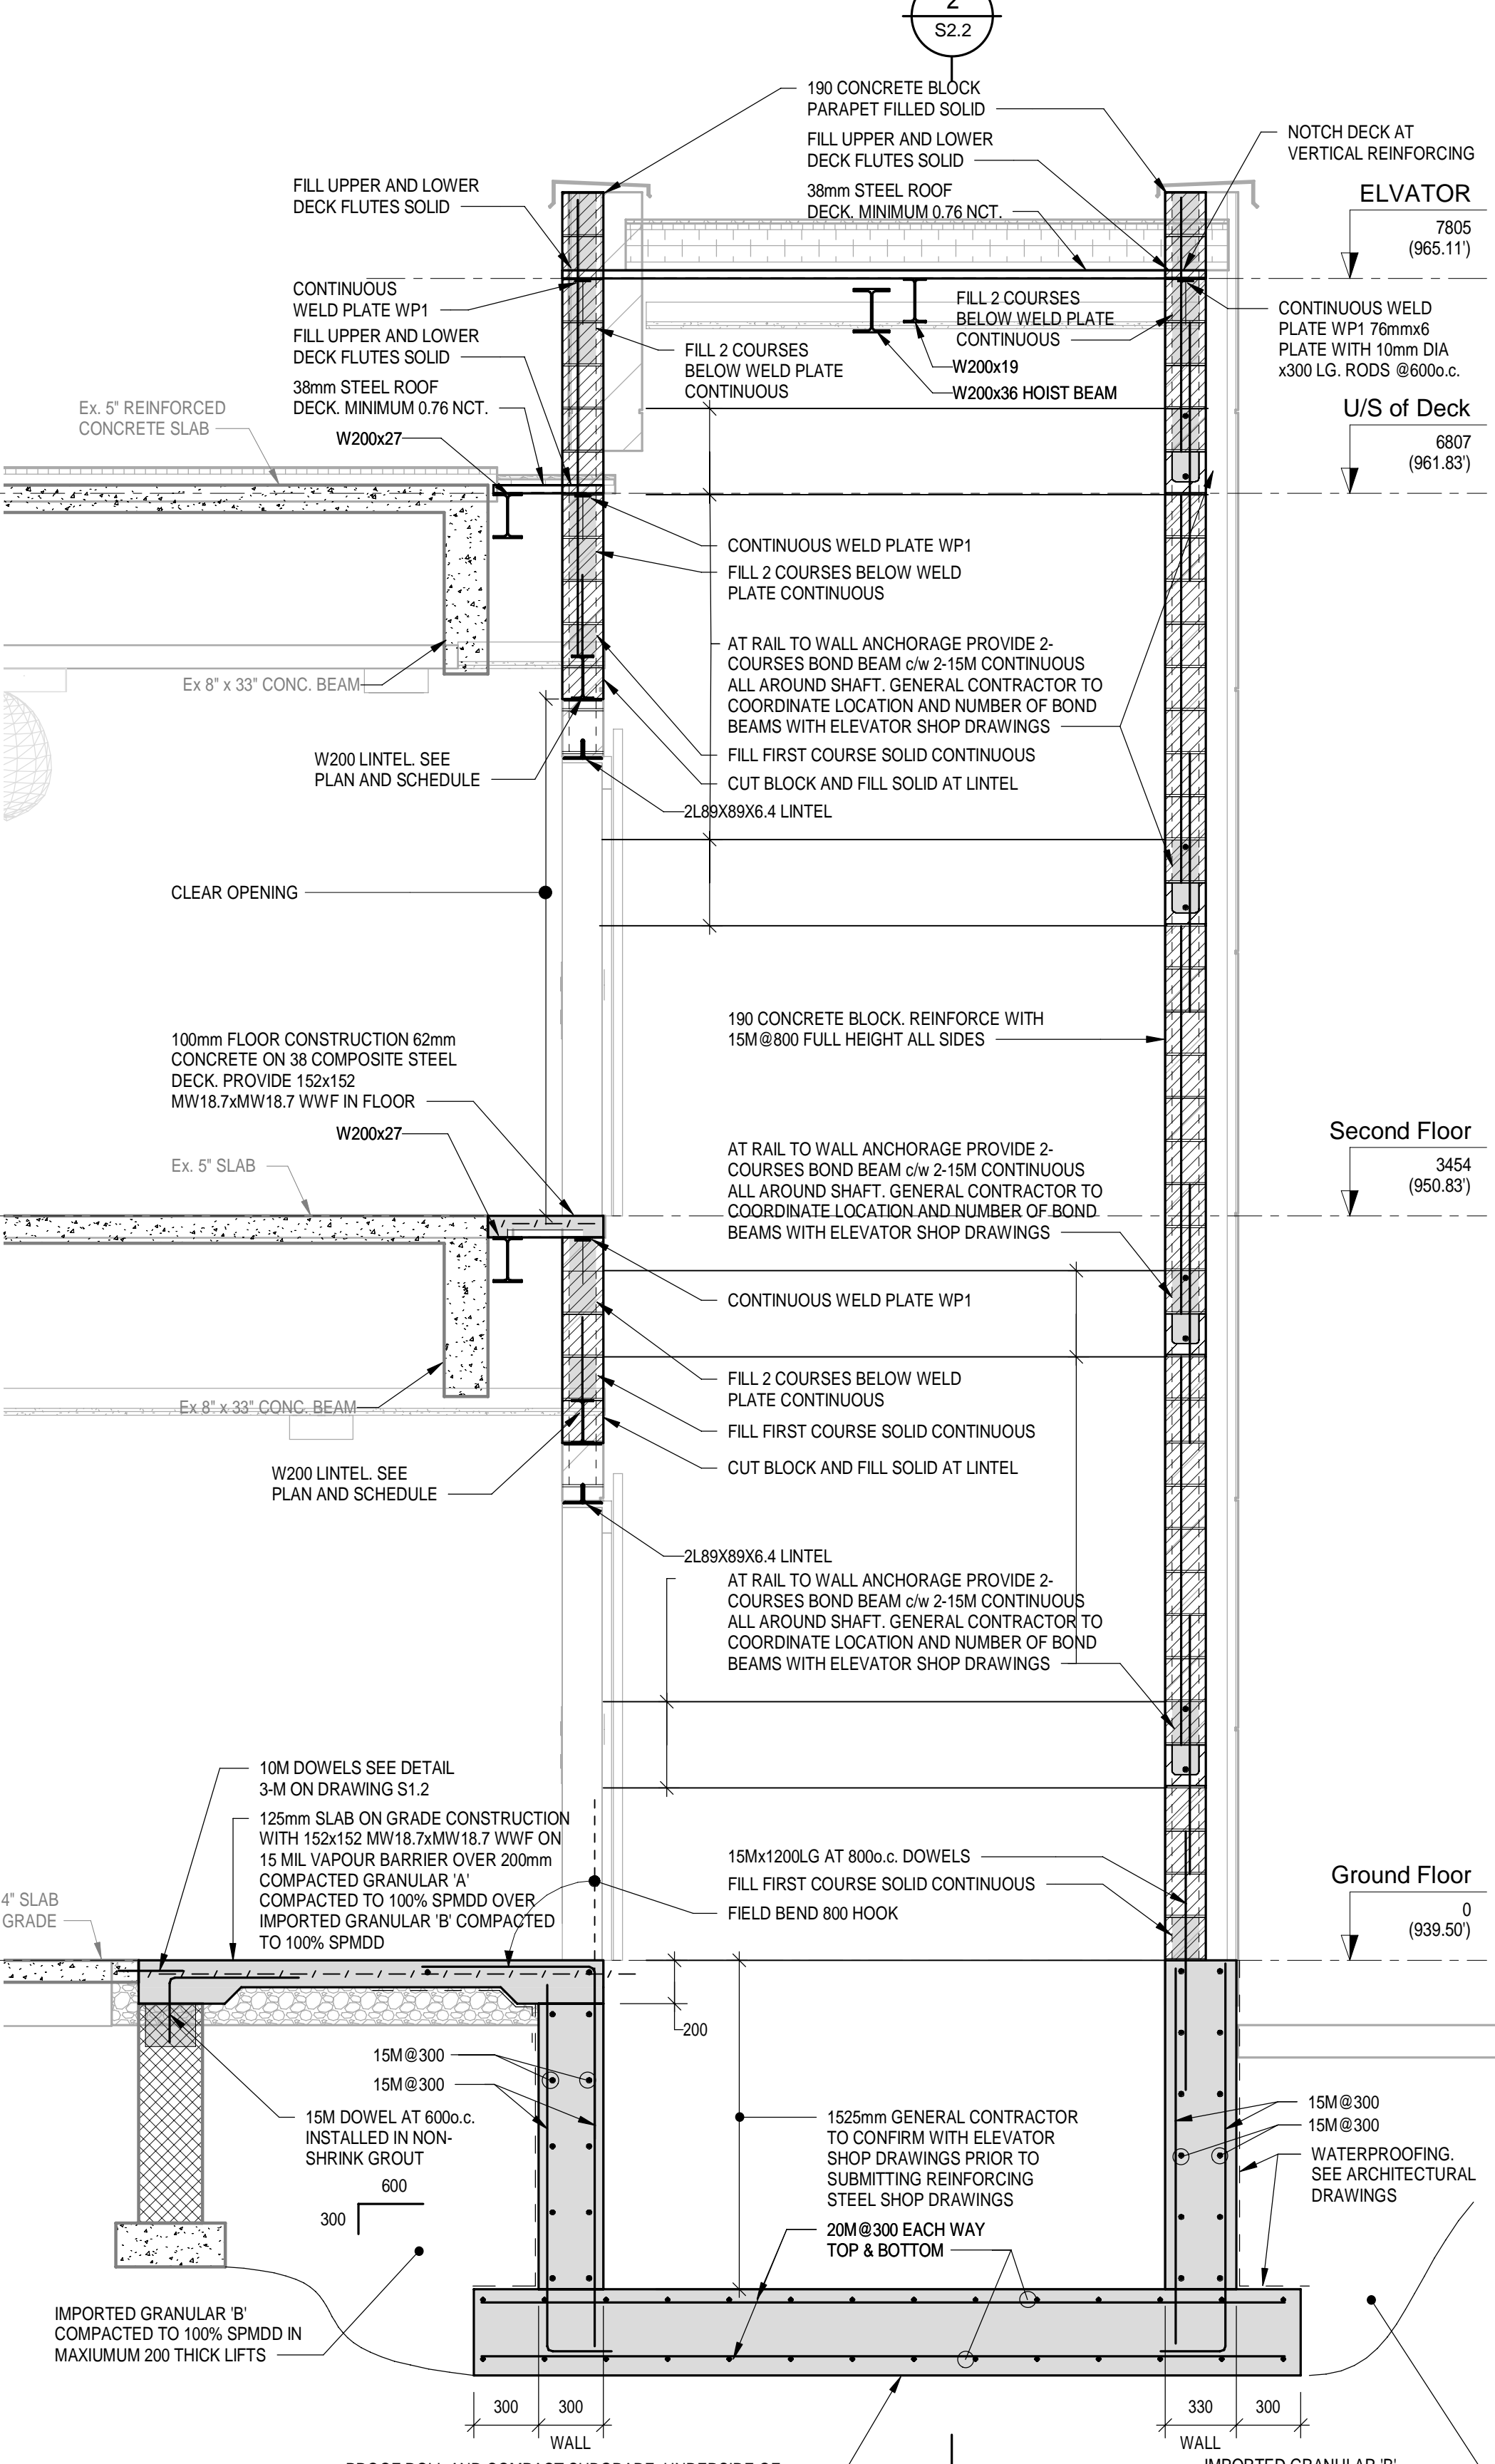 2
S2.2
190 CONCRETE BLOCK
PARAPET FILLED SOLID
FILL UPPER AND LOWER
DECK FLUTES SOLID
38mm STEEL ROOF
DECK. MINIMUM 0.76 NCT.
NOTCH DECK AT
VERTICAL REINFORCING
FILL UPPER AND LOWER
DECK FLUTES SOLID
ELVATOR
7805
(965.11')
CONTINUOUS
WELD PLATE WP1
FILL UPPER AND LOWER
DECK FLUTES SOLID
38mm STEEL ROOF
DECK. MINIMUM 0.76 NCT.
W200x27
Ex. 5" REINFORCED
CONCRETE SLAB
FILL 2 COURSES
BELOW WELD PLATE
CONTINUOUS
FILL 2 COURSES
BELOW WELD PLATE
CONTINUOUS
W200x19
W200x36 HOIST BEAM
CONTINUOUS WELD
PLATE WP1 76mmx6
PLATE WITH 10mm DIA
x300 LG. RODS @600o.c.
U/S of Deck
6807
(961.83')
CONTINUOUS WELD PLATE WP1
FILL 2 COURSES BELOW WELD
PLATE CONTINUOUS
AT RAIL TO WALL ANCHORAGE PROVIDE 2-
COURSES BOND BEAM c/w 2-15M CONTINUOUS
ALL AROUND SHAFT. GENERAL CONTRACTOR TO
COORDINATE LOCATION AND NUMBER OF BOND
BEAMS WITH ELEVATOR SHOP DRAWINGS
Ex 8" x 33" CONC. BEAM
W200 LINTEL. SEE
PLAN AND SCHEDULE
FILL FIRST COURSE SOLID CONTINUOUS
CUT BLOCK AND FILL SOLID AT LINTEL
2L89X89X6.4 LINTEL
CLEAR OPENING
190 CONCRETE BLOCK. REINFORCE WITH
15M@800 FULL HEIGHT ALL SIDES
100mm FLOOR CONSTRUCTION 62mm
CONCRETE ON 38 COMPOSITE STEEL
DECK. PROVIDE 152x152
MW18.7xMW18.7 WWF IN FLOOR
W200x27
Ex. 5" SLAB
AT RAIL TO WALL ANCHORAGE PROVIDE 2-
COURSES BOND BEAM c/w 2-15M CONTINUOUS
ALL AROUND SHAFT. GENERAL CONTRACTOR TO
COORDINATE LOCATION AND NUMBER OF BOND
BEAMS WITH ELEVATOR SHOP DRAWINGS
Second Floor
3454
(950.83')
CONTINUOUS WELD PLATE WP1
FILL 2 COURSES BELOW WELD
PLATE CONTINUOUS
Ex 8" x 33" CONC. BEAM
FILL FIRST COURSE SOLID CONTINUOUS
CUT BLOCK AND FILL SOLID AT LINTEL
W200 LINTEL. SEE
PLAN AND SCHEDULE
2L89X89X6.4 LINTEL
AT RAIL TO WALL ANCHORAGE PROVIDE 2-
COURSES BOND BEAM c/w 2-15M CONTINUOUS
ALL AROUND SHAFT. GENERAL CONTRACTOR TO
COORDINATE LOCATION AND NUMBER OF BOND
BEAMS WITH ELEVATOR SHOP DRAWINGS
10M DOWELS SEE DETAIL
3-M ON DRAWING S1.2
125mm SLAB ON GRADE CONSTRUCTION
WITH 152x152 MW18.7xMW18.7 WWF ON
15 MIL VAPOUR BARRIER OVER 200mm
COMPACTED GRANULAR 'A'
COMPACTED TO 100% SPMDD OVER
IMPORTED GRANULAR 'B' COMPACTED
TO 100% SPMDD
4" SLAB
GRADE
15Mx1200LG AT 800o.c. DOWELS
FILL FIRST COURSE SOLID CONTINUOUS
FIELD BEND 800 HOOK
Ground Floor
0
(939.50')
200
15M@300
15M@300
15M DOWEL AT 600o.c.
INSTALLED IN NON-
SHRINK GROUT
600
300
1525mm GENERAL CONTRACTOR
TO CONFIRM WITH ELEVATOR
SHOP DRAWINGS PRIOR TO
SUBMITTING REINFORCING
STEEL SHOP DRAWINGS
20M@300 EACH WAY
TOP & BOTTOM
15M@300
15M@300
WATERPROOFING.
SEE ARCHITECTURAL
DRAWINGS
IMPORTED GRANULAR 'B'
COMPACTED TO 100% SPMDD IN
MAXIUMUM 200 THICK LIFTS
300
300
WALL
330
300
WALL
PROOF ROLL AND COMPACT SUBGRADE. UNDERSIDE OF
IMPORTED GRANULAR 'B'